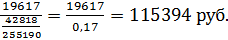 19617/(42818/255190) = 19617/0,17 = 115394 руб.